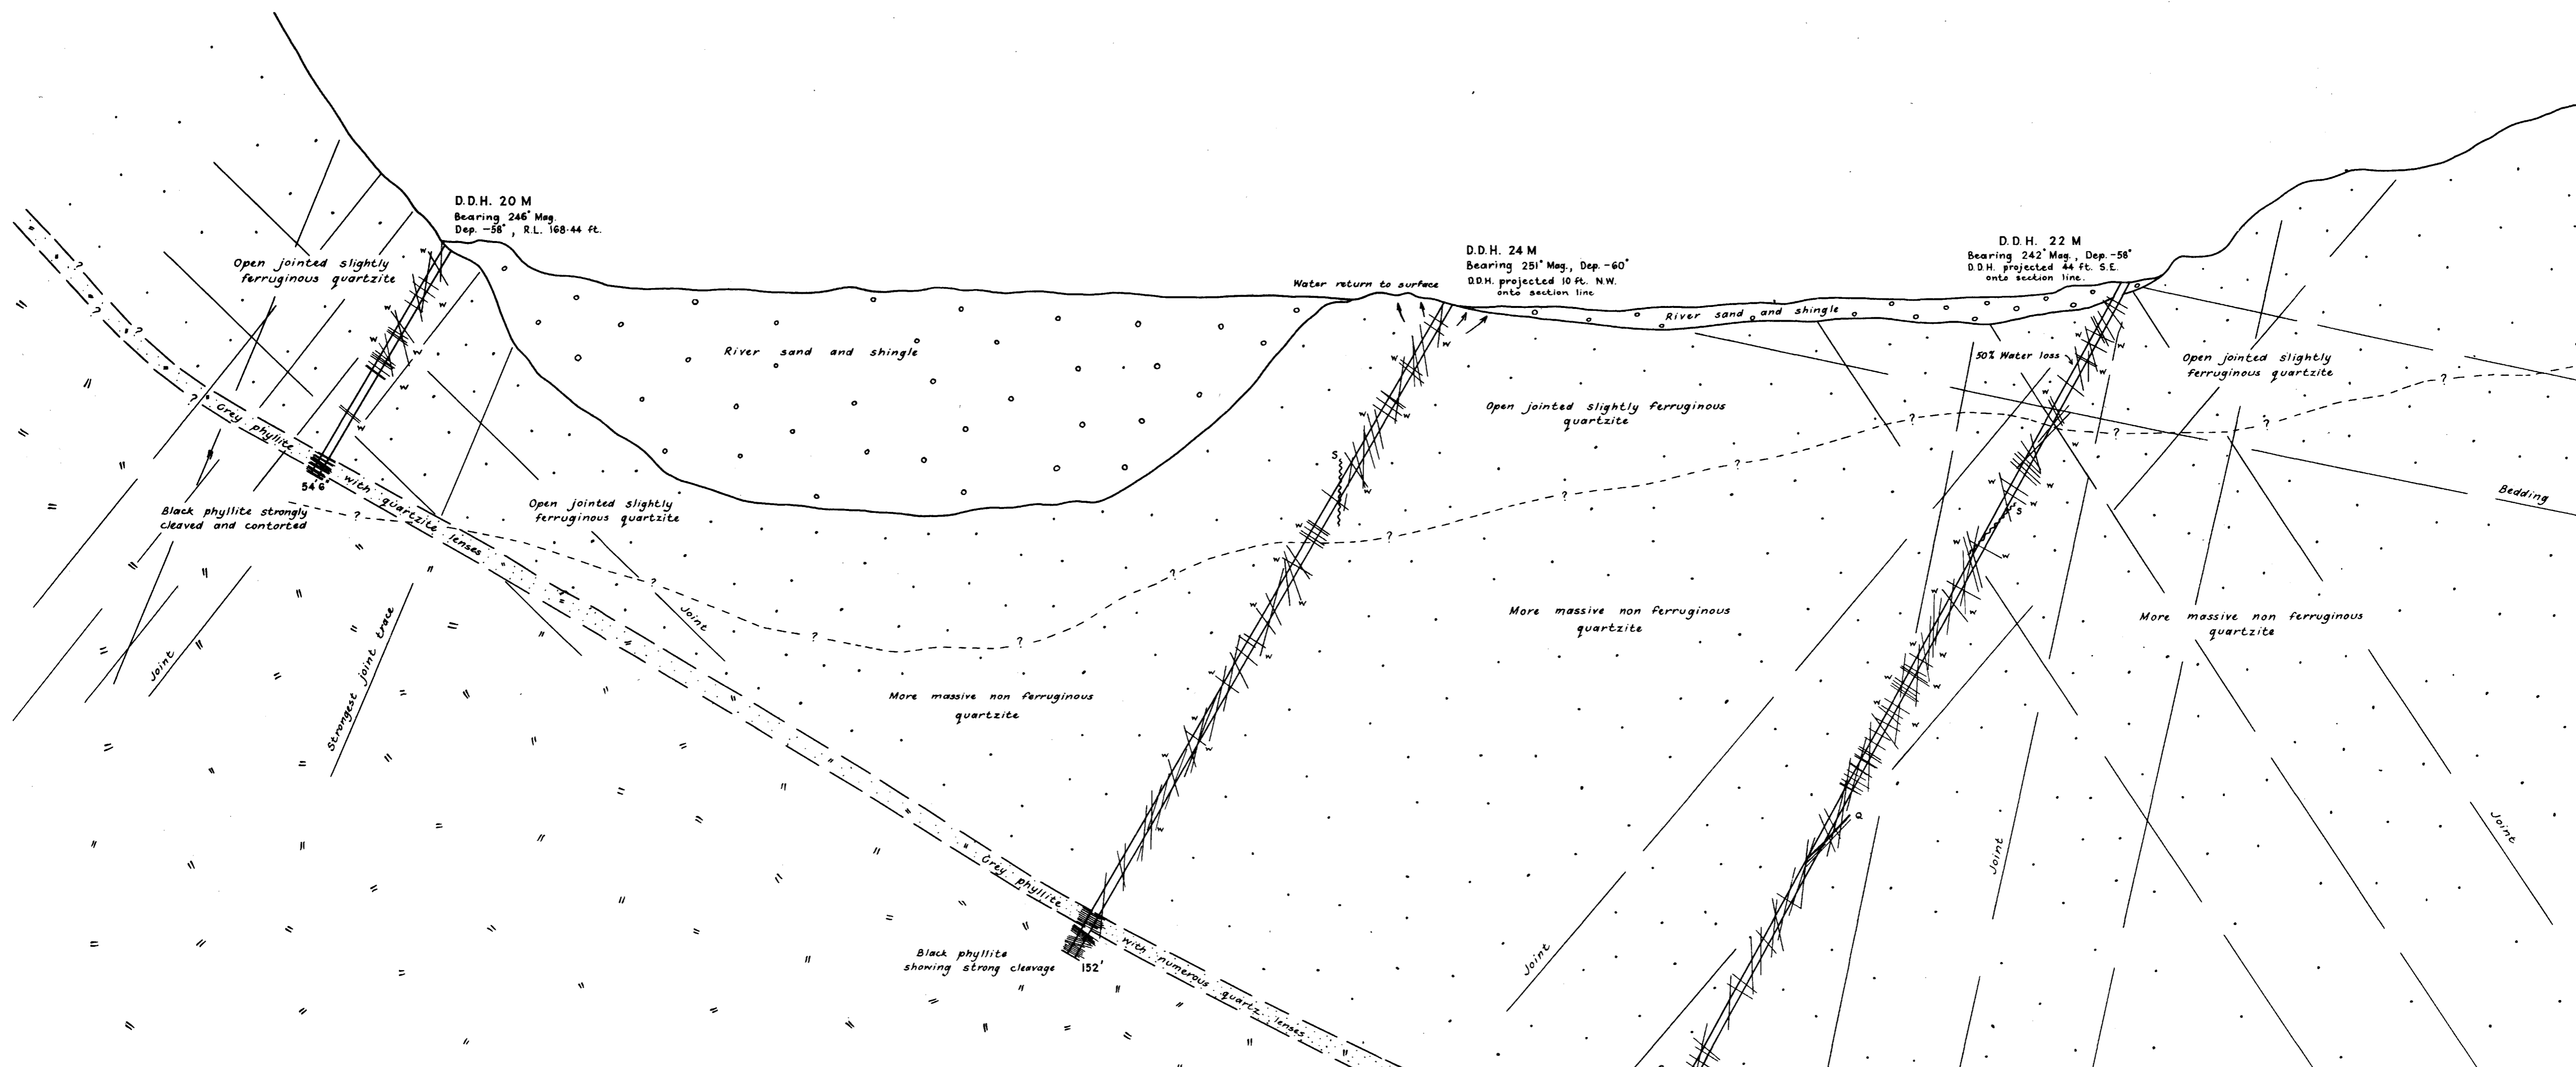 D.D.H. 20 M
Bearing 246° Mag.
Dep. -58°, R.L. 168·44 ft.
Open jointed slightly
ferruginous quartzite
?
?
?
?
Grey phyllite with quartzite lenses
54'6"
Black phyllite strongly
cleaved and contorted
Joint
Strongest joint trace
River sand and shingle
Open jointed slightly
ferruginous quartzite
Joint
?
?
?
?
?
?
?
?
?
?
?
?
More massive non ferruginous
quartzite
Water return to surface
D.D.H. 24 M
Bearing 251° Mag., Dep. -60°
D.D.H. projected 10 ft. N.W.
onto section line
River sand and shingle
Open jointed slightly ferruginous
quartzite
S
More massive non ferruginous
quartzite
Grey phyllite with numerous quartz lenses
Black phyllite
showing strong cleavage
152'
D.D.H. 22 M
Bearing 242° Mag., Dep. -58°
D.D.H. projected 44 ft. S.E.
onto section line.
50% Water loss
Open jointed slightly
ferruginous quartzite
S
Bedding
More massive non ferruginous
quartzite
Q
Joint
Joint
Joint